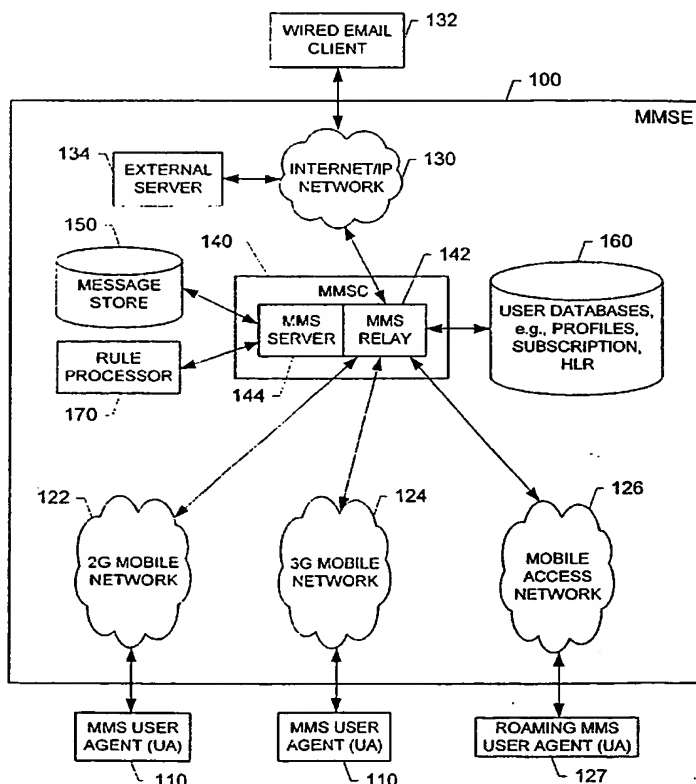 WIRED EMAIL
CLIENT
132
100
MMSE
134
EXTERNAL
SERVER
INTERNET/IP
NETWORK
130
150
MESSAGE
STORE
140
142
MMSC
MMS
SERVER
MMS
RELAY
160
USER DATABASES,
e.g., PROFILES,
SUBSCRIPTION,
HLR
RULE
PROCESSOR
170
144
122
2G MOBILE
NETWORK
124
3G MOBILE
NETWORK
126
MOBILE
ACCESS
NETWORK
MMS USER
AGENT (UA)
110
MMS USER
AGENT (UA)
110
ROAMING MMS
USER AGENT (UA)
127